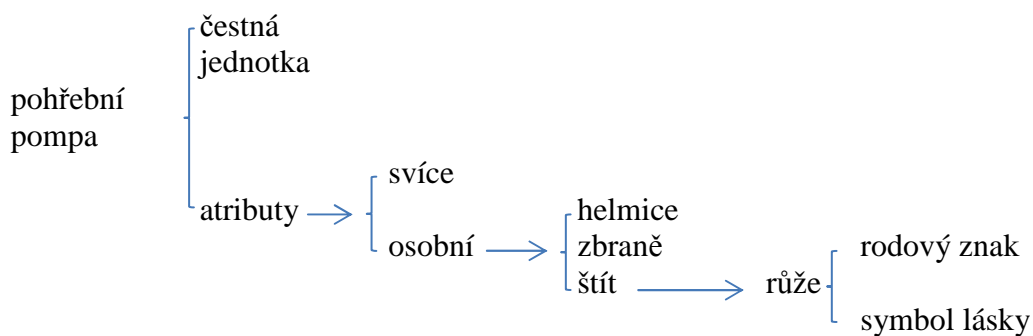 čestná
jednotka
pohřební
pompa
svíce
atributy
helmice
osobní
zbraně
rodový znak
štít
růže
symbol lásky